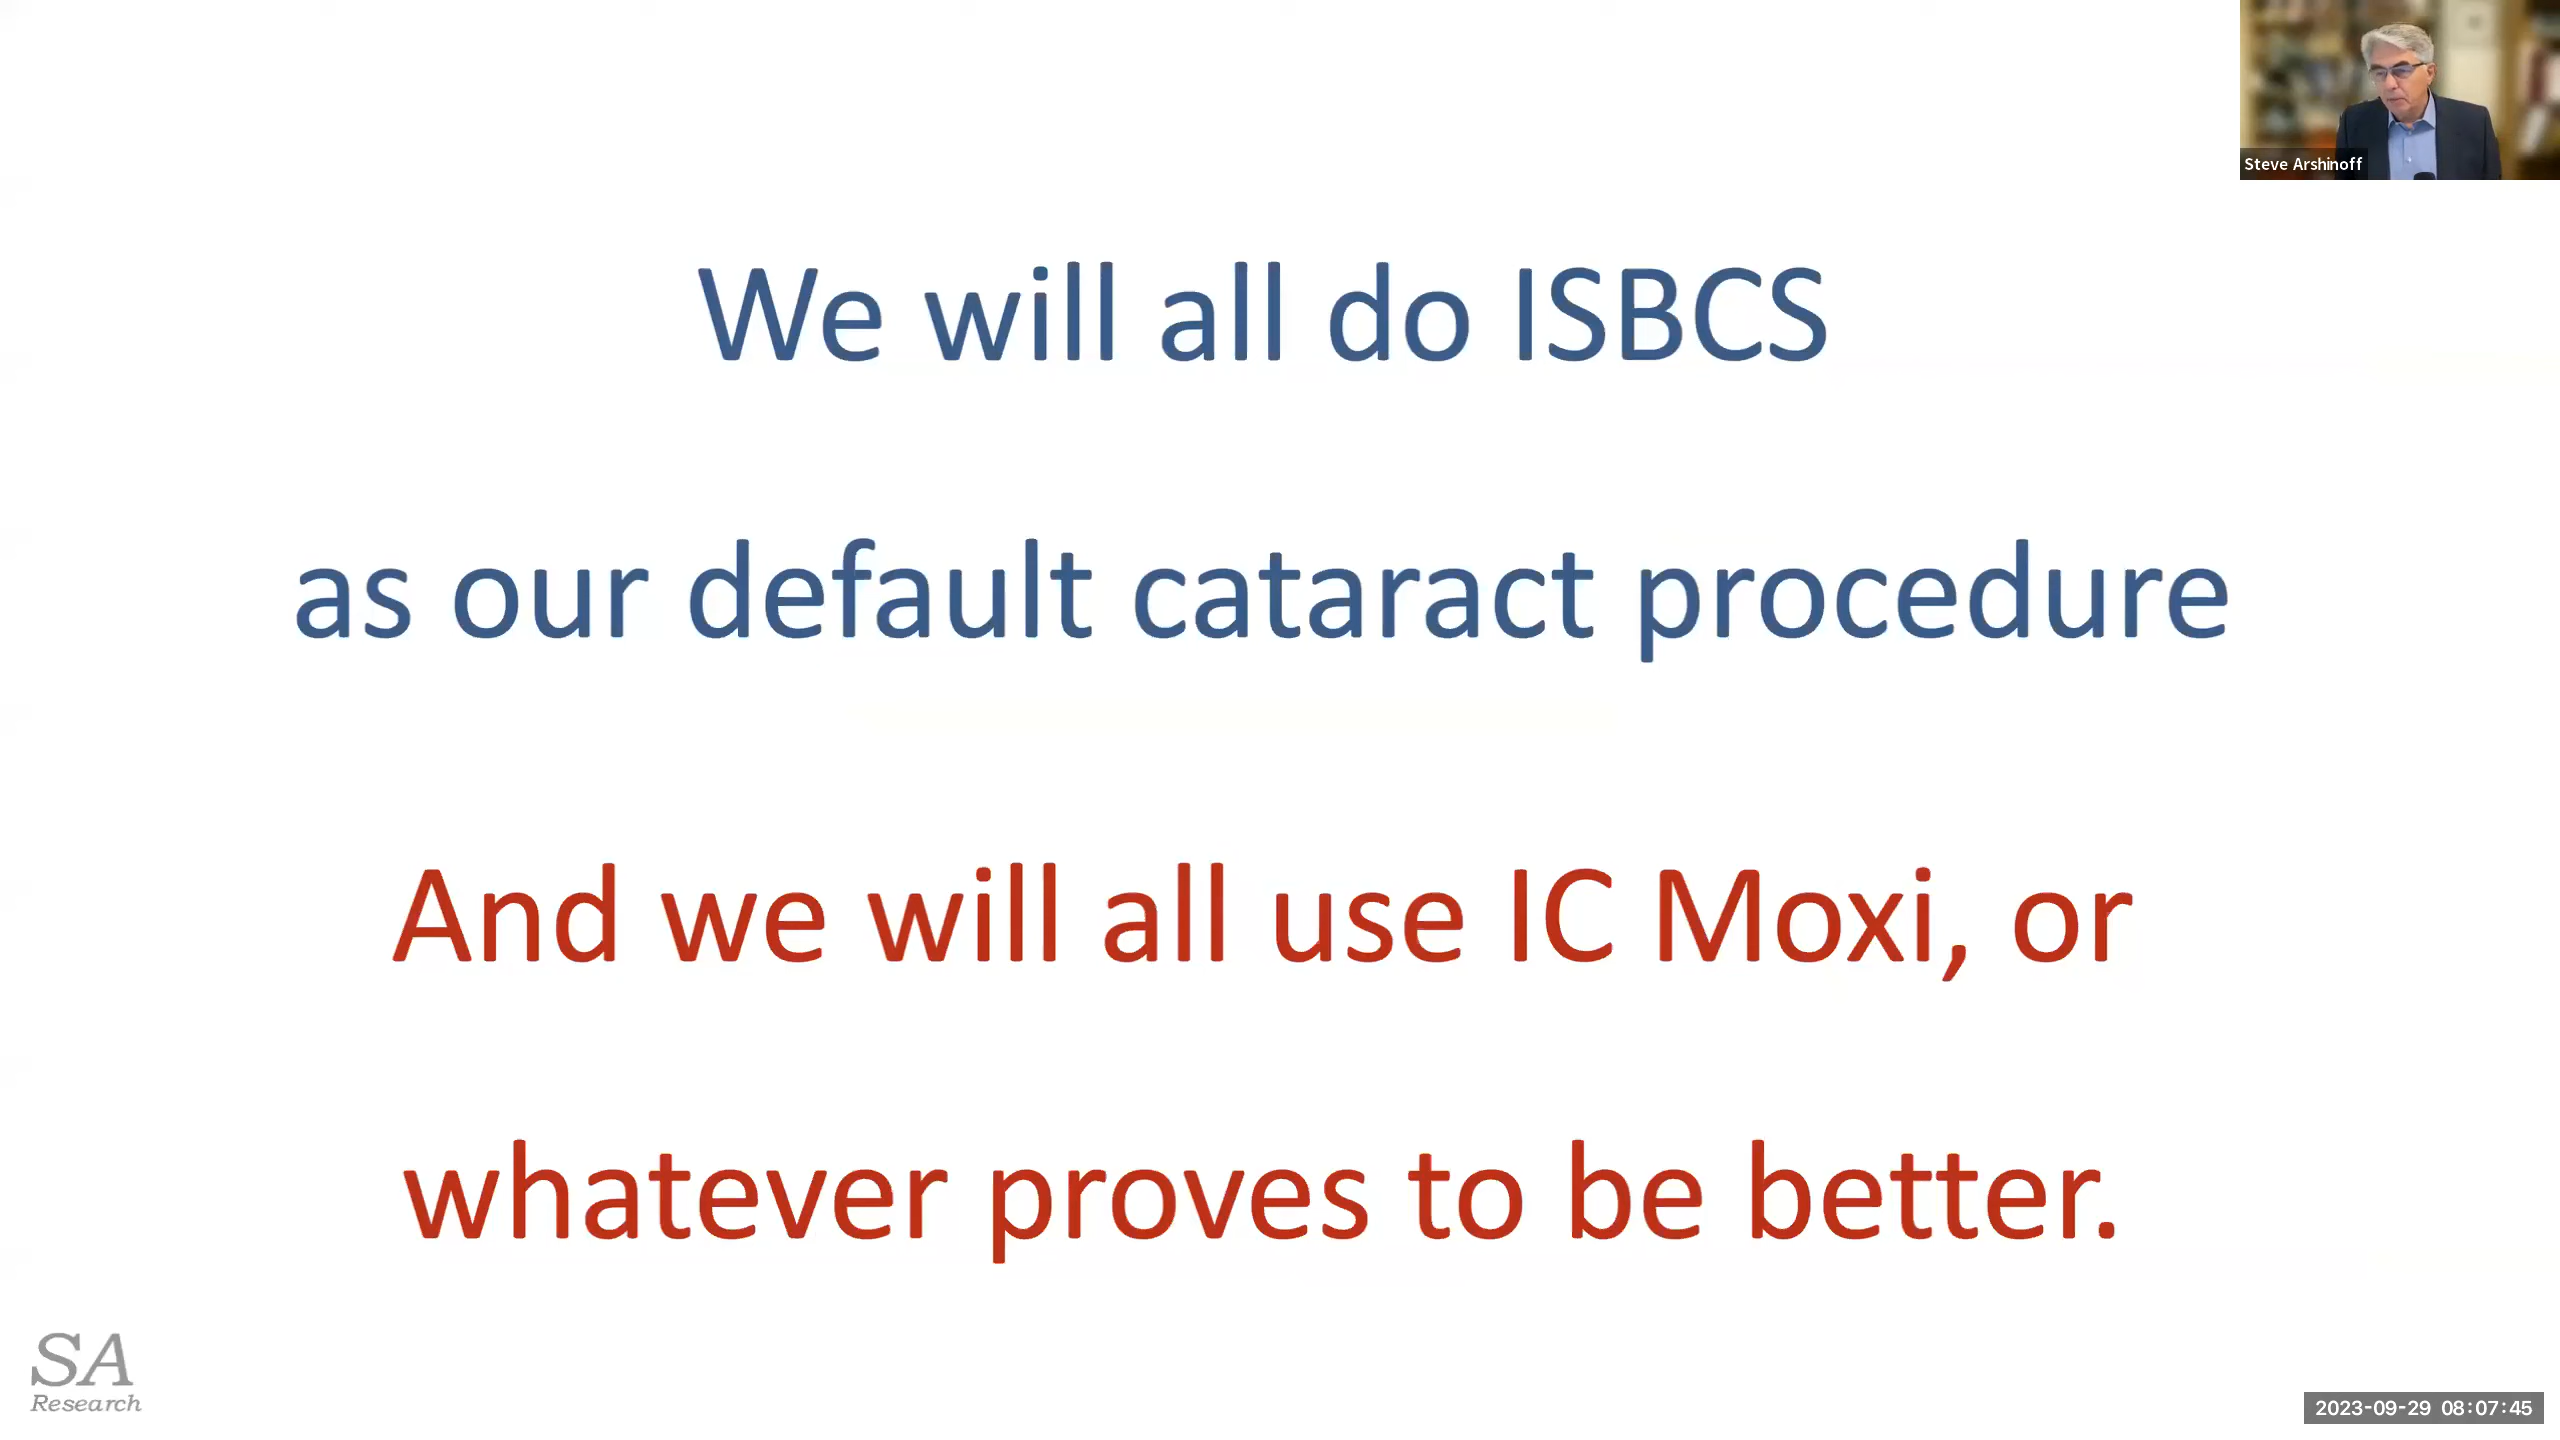 Steve Arshinoff
We will all do ISBCS
as our default cataract procedure
And we will all use IC Moxi, or
whatever proves to be better.
SA
Research
2023-09-29 08:07:45